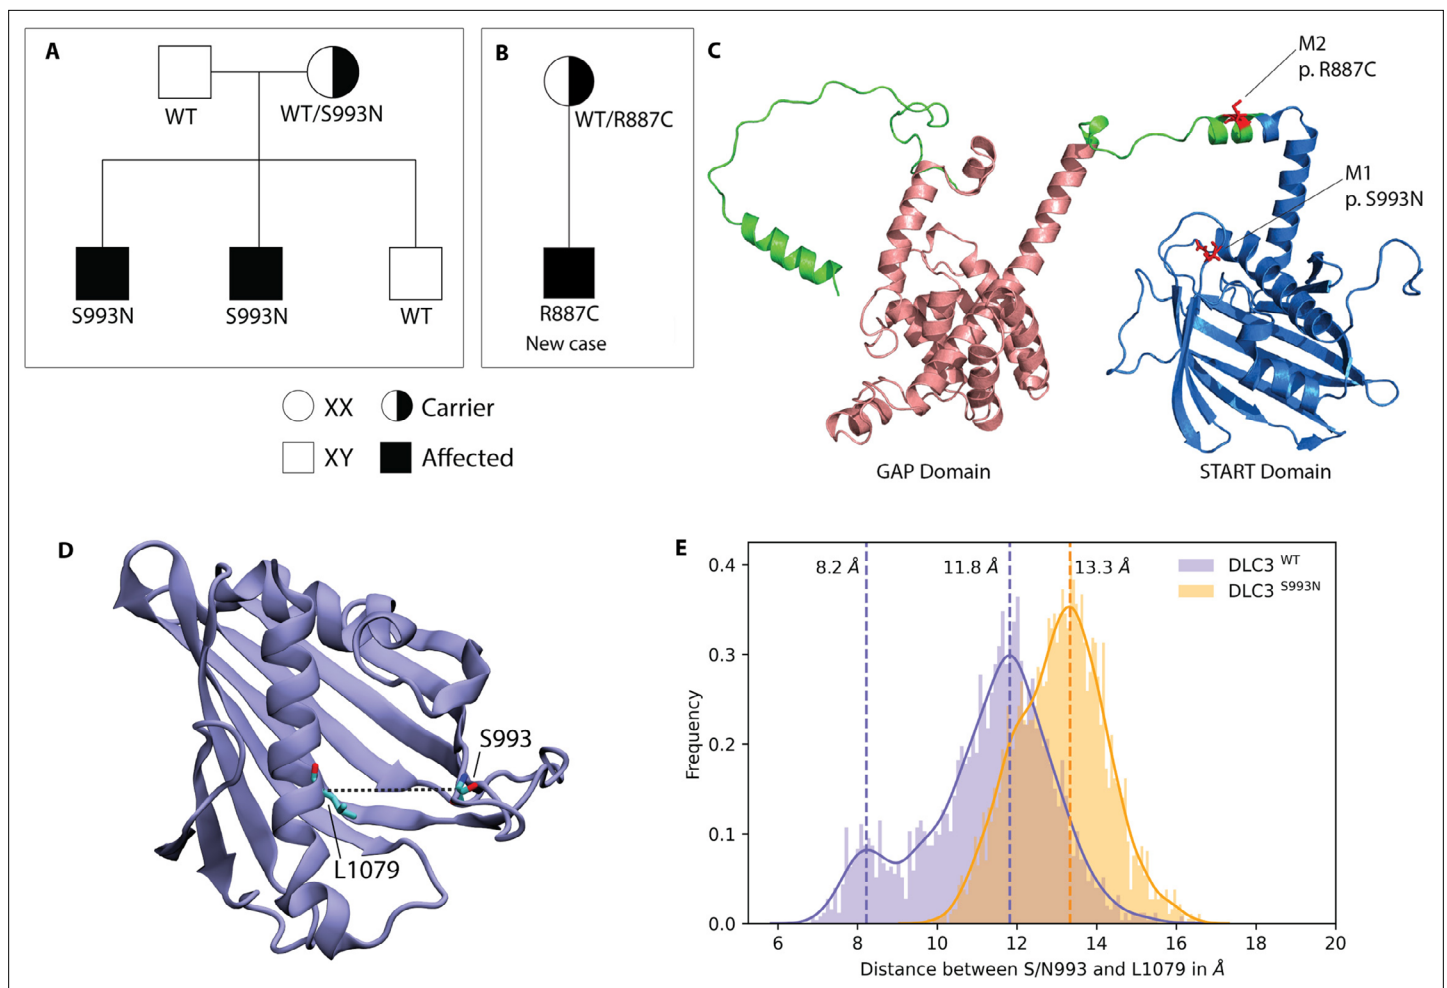 A
WT
WT/S993N
S993N
S993N
WT
B
WT/R887C
R887C
New case
XX
Carrier
XY
Affected
C
M2
p. R887C
M1
p. S993N
GAP Domain
START Domain
D
S993
L1079
E
8.2 Å
11.8 Å
13.3 Å
DLC3 WT
DLC3 S993N
Frequency
0.4
0.3
0.2
0.1
0.0
6 8 10 12 14 16 18 20
Distance between S/N993 and L1079 in Å